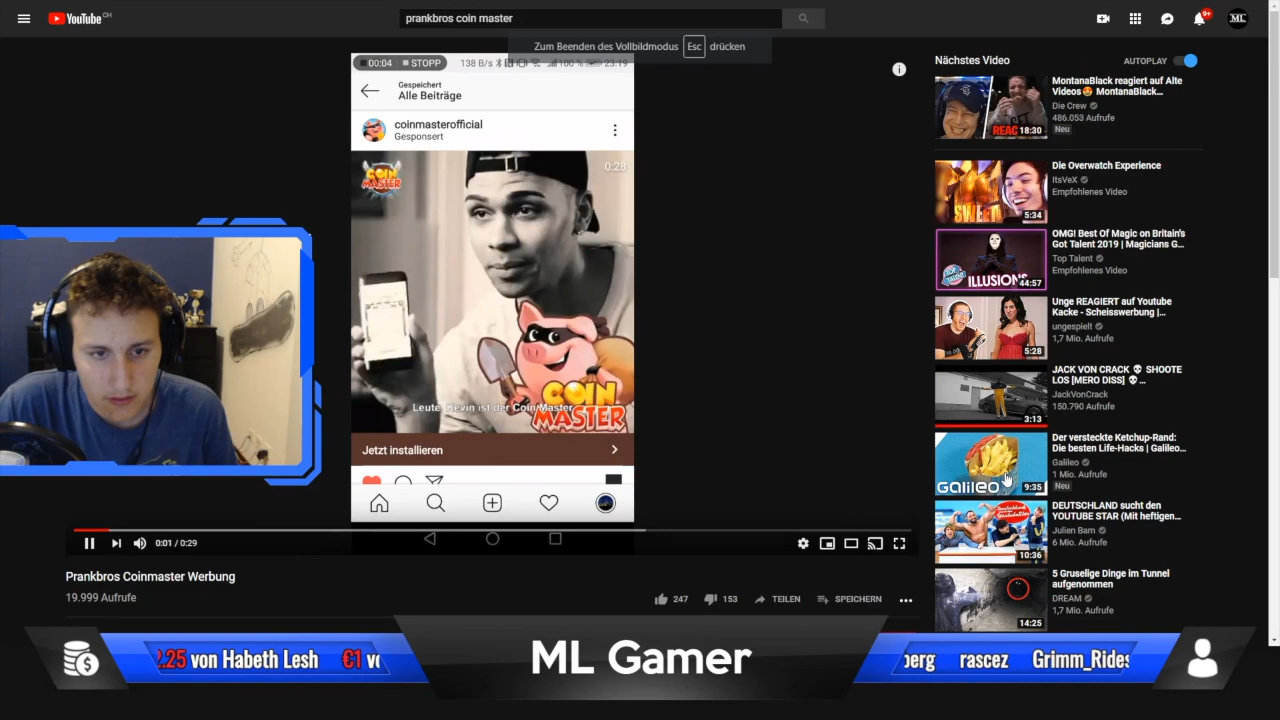 YouTube CH
prankbros coin master
9+
ML
Zum Beenden des Vollbildmodus Esc drücken
00:04 STOPP 138 B/s 100 % 23:19
Gespeichert
Alle Beiträge
coinmasterofficial
Gesponsert
COIN MASTER
0:28
COIN MASTER
Leute, Kevin ist der Coin Master
Jetzt installieren
0:01 / 0:29
Prankbros Coinmaster Werbung
19.999 Aufrufe
247 153 TEILEN SPEICHERN
Nächstes Video
AUTOPLAY
REAC 18:30
MontanaBlack reagiert auf Alte
Videos😍 MontanaBlack...
Die Crew
486.053 Aufrufe
Neu
SWEET 5:34
Die Overwatch Experience
ItsVeX
Empfohlenes Video
TOP TALENT ILLUSIONS 44:57
OMG! Best Of Magic on Britain's
Got Talent 2019 | Magicians G...
Top Talent
Empfohlenes Video
5:28
Unge REAGIERT auf Youtube
Kacke - Scheisswerbung |...
ungespielt
1,7 Mio. Aufrufe
3:13
JACK VON CRACK 💀 SHOOTE
LOS [MERO DISS] 💀...
JackVonCrack
150.790 Aufrufe
Galileo 9:35
Der versteckte Ketchup-Rand:
Die besten Life-Hacks | Galileo...
Galileo
1 Mio. Aufrufe
Neu
10:36
DEUTSCHLAND sucht den
YOUTUBE STAR (Mit heftigen...
Julien Bam
6 Mio. Aufrufe
14:25
5 Gruselige Dinge im Tunnel
aufgenommen
DREAM
1,7 Mio. Aufrufe
2.25 von Habeth Lesh €1 vo
ML Gamer
berg rascez Grimm_Rides